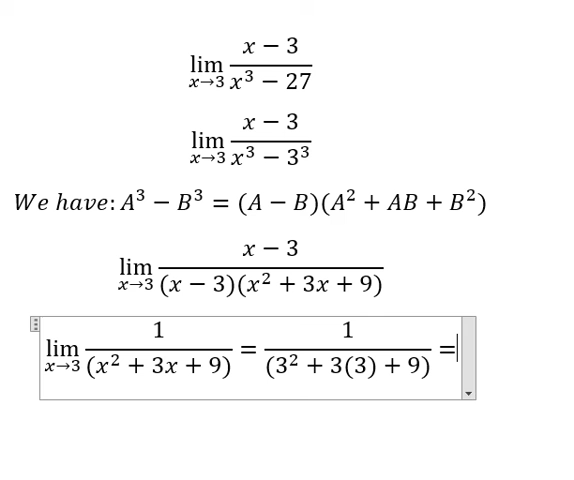 lim x→3 (x − 3)/(x³ − 27)
lim x→3 (x − 3)/(x³ − 3³)
We have: A³ − B³ = (A − B)(A² + AB + B²)
lim x→3 (x − 3)/((x − 3)(x² + 3x + 9))
lim x→3 1/((x² + 3x + 9)) = 1/((3² + 3(3) + 9)) =